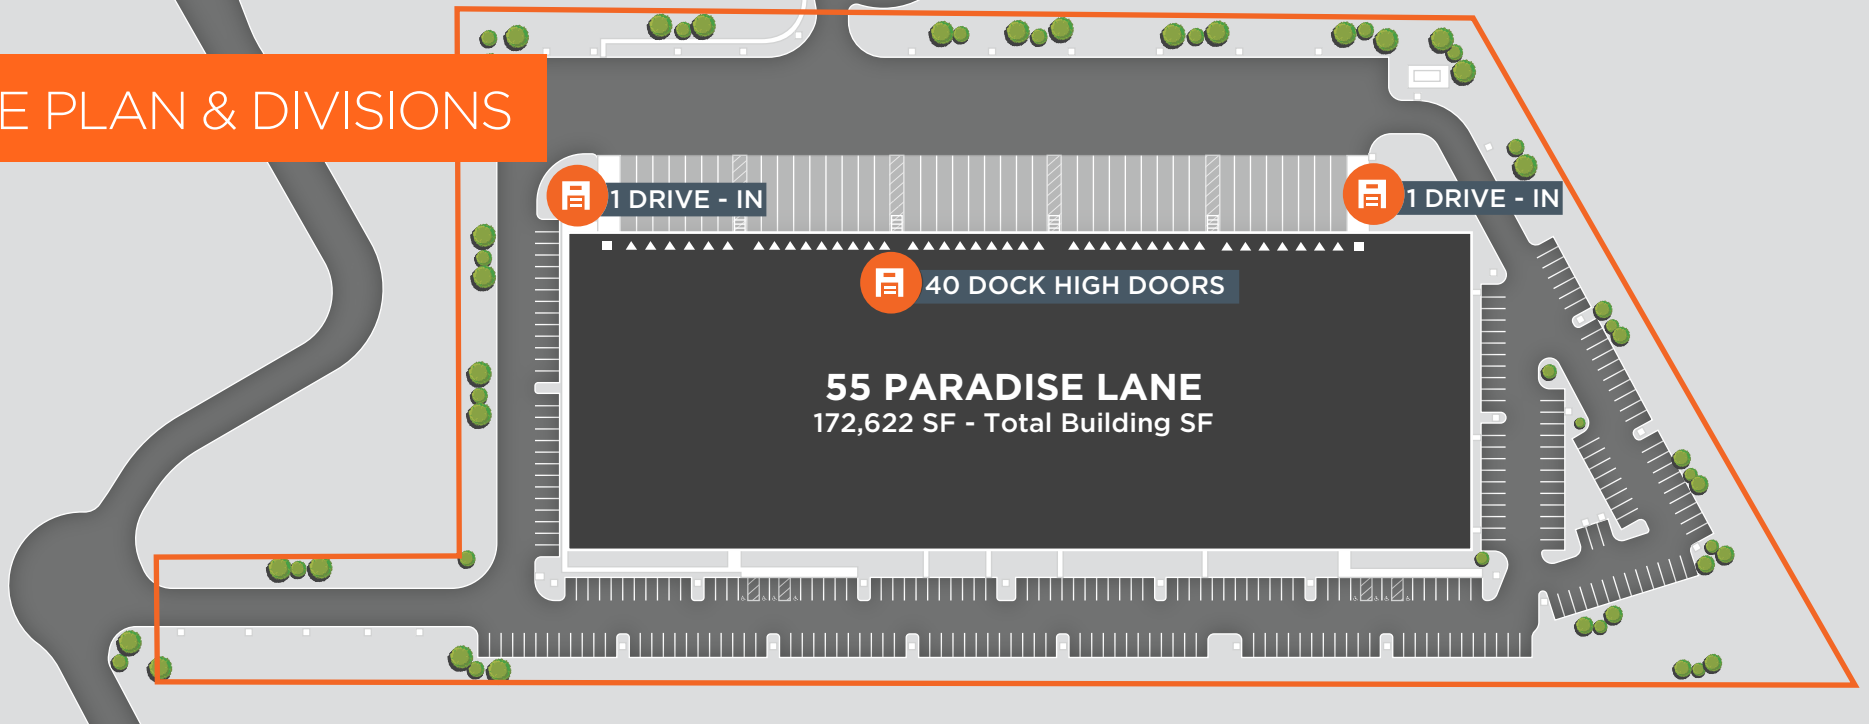 E PLAN & DIVISIONS
1 DRIVE - IN
1 DRIVE - IN
40 DOCK HIGH DOORS
55 PARADISE LANE
172,622 SF - Total Building SF